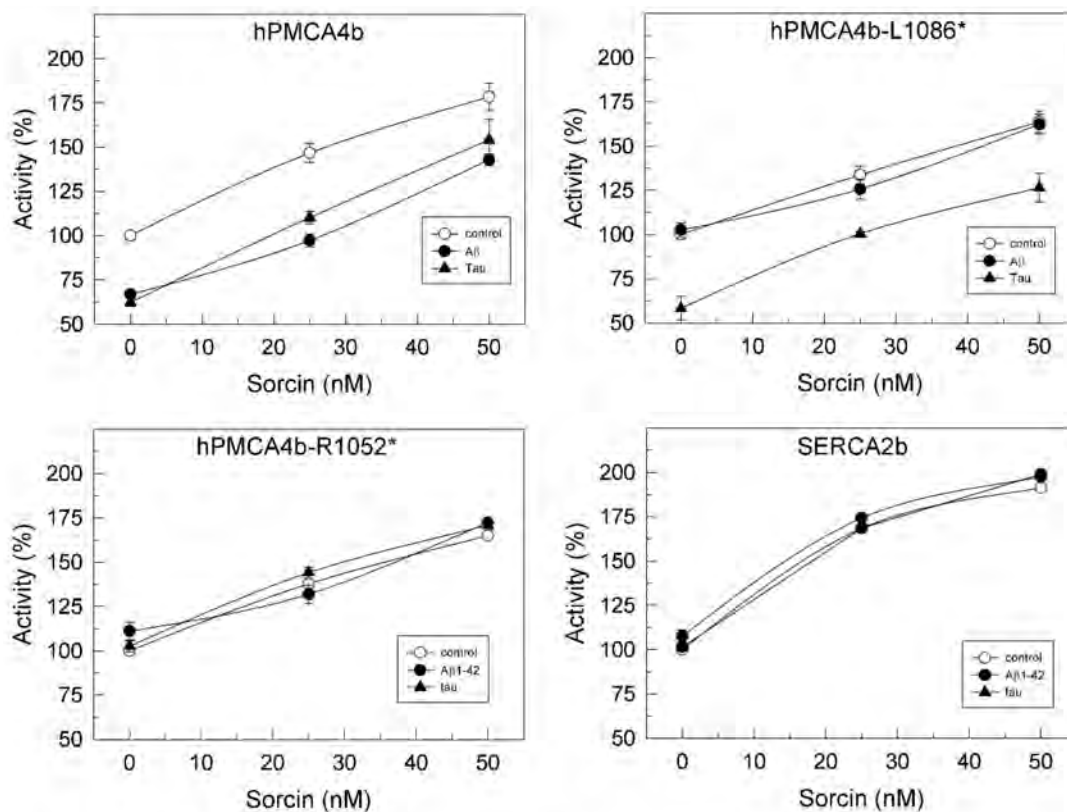 hPMCA4b
200
175
150
125
100
75
50
Activity (%)
control
Aβ
Tau
0 10 20 30 40 50
Sorcin (nM)
hPMCA4b-L1086*
200
175
150
125
100
75
50
Activity (%)
control
Aβ
Tau
0 10 20 30 40 50
Sorcin (nM)
hPMCA4b-R1052*
200
175
150
125
100
75
50
Activity (%)
control
Aβ1-42
tau
0 10 20 30 40 50
Sorcin (nM)
SERCA2b
200
175
150
125
100
75
50
Activity (%)
control
Aβ1-42
tau
0 10 20 30 40 50
Sorcin (nM)